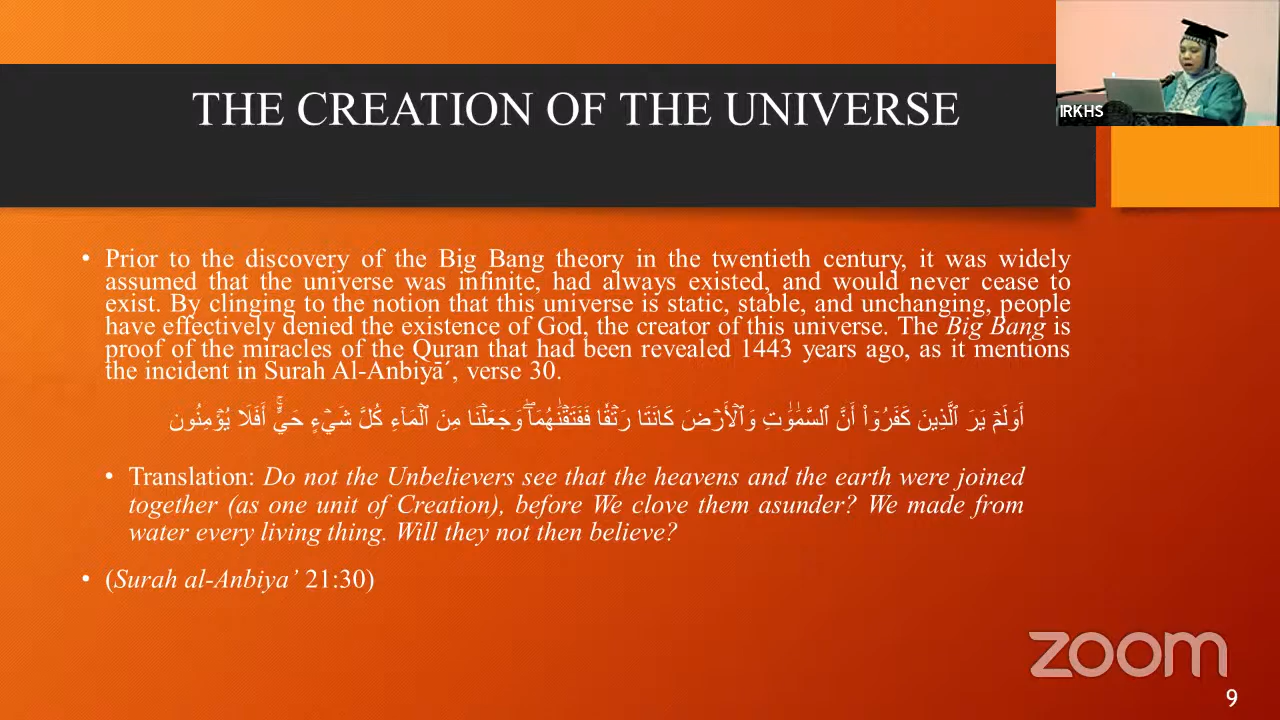 THE CREATION OF THE UNIVERSE
IRKHS
• Prior to the discovery of the Big Bang theory in the twentieth century, it was widely
assumed that the universe was infinite, had always existed, and would never cease to
exist. By clinging to the notion that this universe is static, stable, and unchanging, people
have effectively denied the existence of God, the creator of this universe. The Big Bang is
proof of the miracles of the Quran that had been revealed 1443 years ago, as it mentions
the incident in Surah Al-Anbiyā´, verse 30.
أَوَلَمۡ يَرَ ٱلَّذِينَ كَفَرُوٓاْ أَنَّ ٱلسَّمَٰوَٰتِ وَٱلۡأَرۡضَ كَانَتَا رَتۡقٗا فَفَتَقۡنَٰهُمَاۖ وَجَعَلۡنَا مِنَ ٱلۡمَآءِ كُلَّ شَيۡءٍ حَيٍّۚ أَفَلَا يُؤۡمِنُون
• Translation: Do not the Unbelievers see that the heavens and the earth were joined
together (as one unit of Creation), before We clove them asunder? We made from
water every living thing. Will they not then believe?
• (Surah al-Anbiya’ 21:30)
zoom
9